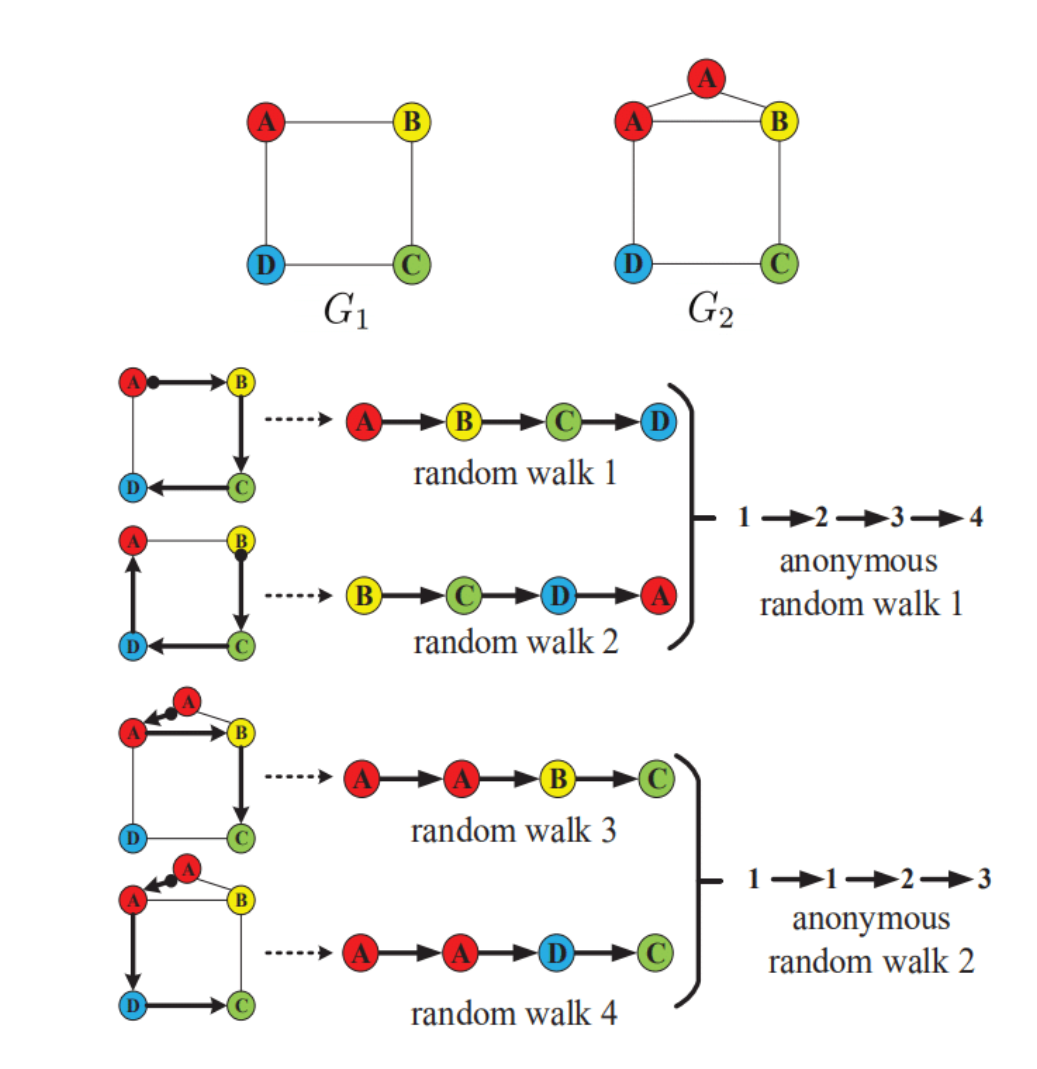 A
A B A B
D C D C
G1 G2
A B
A B C D
random walk 1
D C
1 2 3 4
A B
anonymous
B C D A
random walk 1
random walk 2
D C
A
A B
A A B C
random walk 3
D C
A
1 1 2 3
A B
anonymous
A A D C
random walk 2
D C
random walk 4